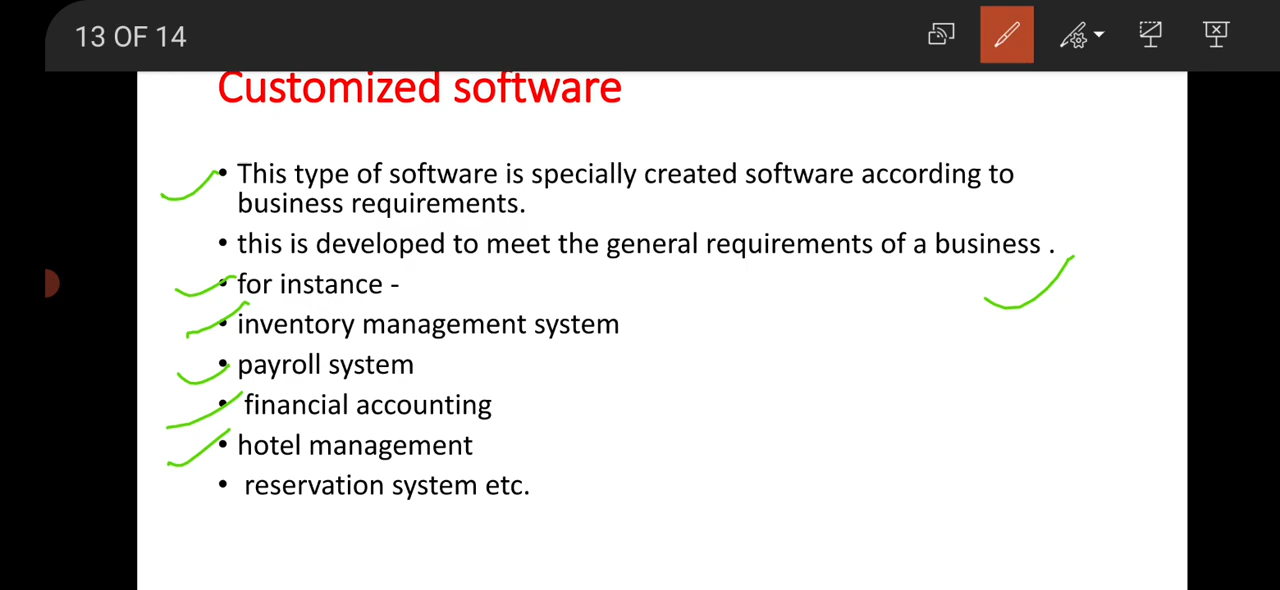 13 OF 14
Customized software
• This type of software is specially created software according to
business requirements.
• this is developed to meet the general requirements of a business .
• for instance -
• inventory management system
• payroll system
• financial accounting
• hotel management
• reservation system etc.